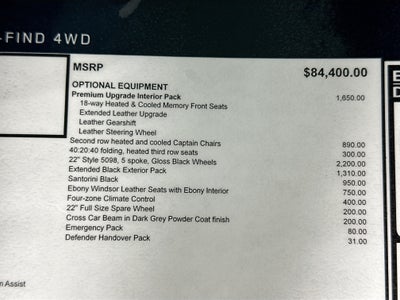 -FIND 4WD
MSRP $84,400.00
OPTIONAL EQUIPMENT
Premium Upgrade Interior Pack 1,650.00
18-way Heated & Cooled Memory Front Seats
Extended Leather Upgrade
Leather Gearshift
Leather Steering Wheel
Second row heated and cooled Captain Chairs 890.00
40:20:40 folding, heated third row seats 300.00
22" Style 5098, 5 spoke, Gloss Black Wheels 2,200.00
Extended Black Exterior Pack 1,310.00
Santorini Black 950.00
Ebony Windsor Leather Seats with Ebony Interior 750.00
Four-zone Climate Control 400.00
22" Full Size Spare Wheel 200.00
Cross Car Beam in Dark Grey Powder Coat finish 200.00
Emergency Pack 80.00
Defender Handover Pack 31.00
Assist